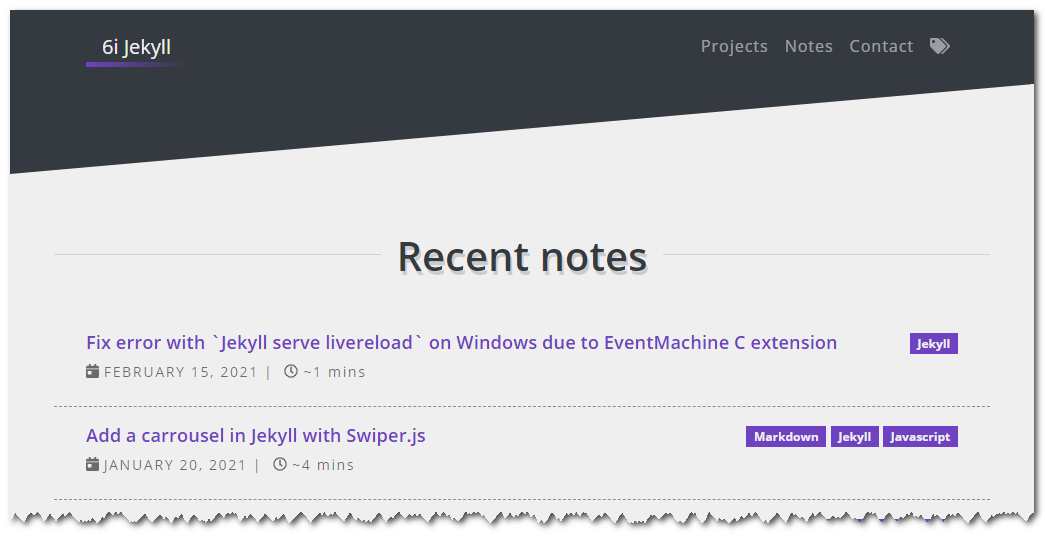 6i Jekyll
Projects Notes Contact
Recent notes
Fix error with `Jekyll serve livereload` on Windows due to EventMachine C extension Jekyll
FEBRUARY 15, 2021 | ~1 mins
Add a carrousel in Jekyll with Swiper.js Markdown Jekyll Javascript
JANUARY 20, 2021 | ~4 mins